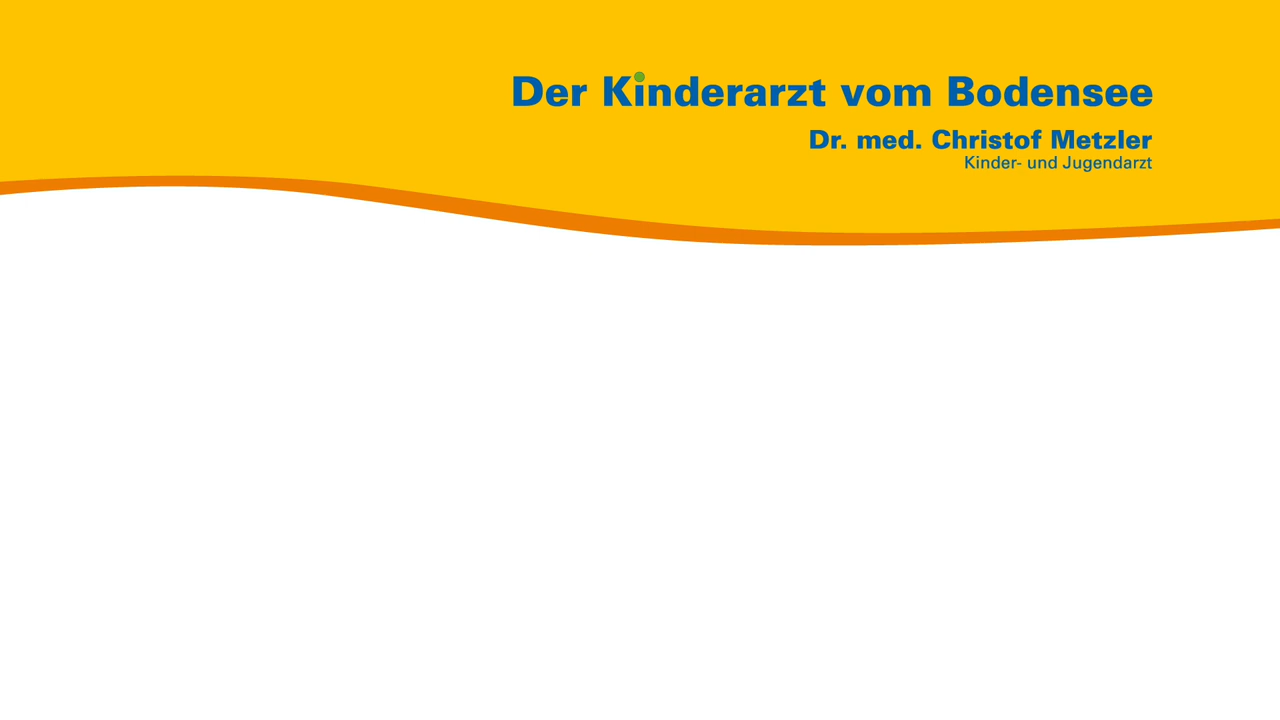 Der Kinderarzt vom Bodensee
Dr. med. Christof Metzler
Kinder- und Jugendarzt